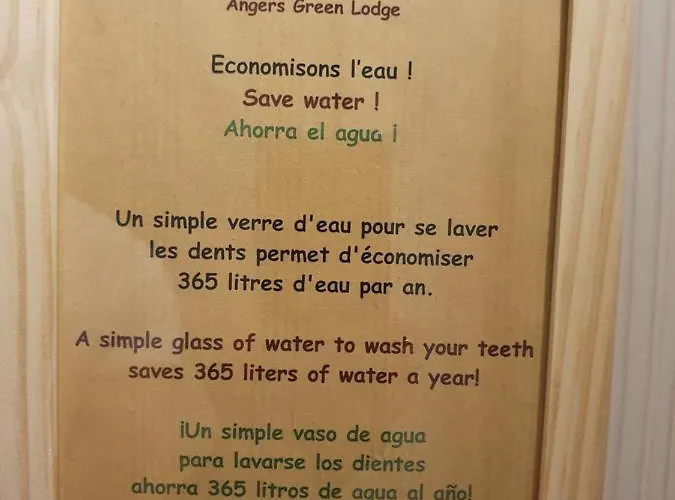 Angers Green Lodge
Economisons l'eau !
Save water !
Ahorra el agua ¡
Un simple verre d'eau pour se laver
les dents permet d'économiser
365 litres d'eau par an.
A simple glass of water to wash your teeth
saves 365 liters of water a year!
¡Un simple vaso de agua
para lavarse los dientes
ahorra 365 litros de agua al año!